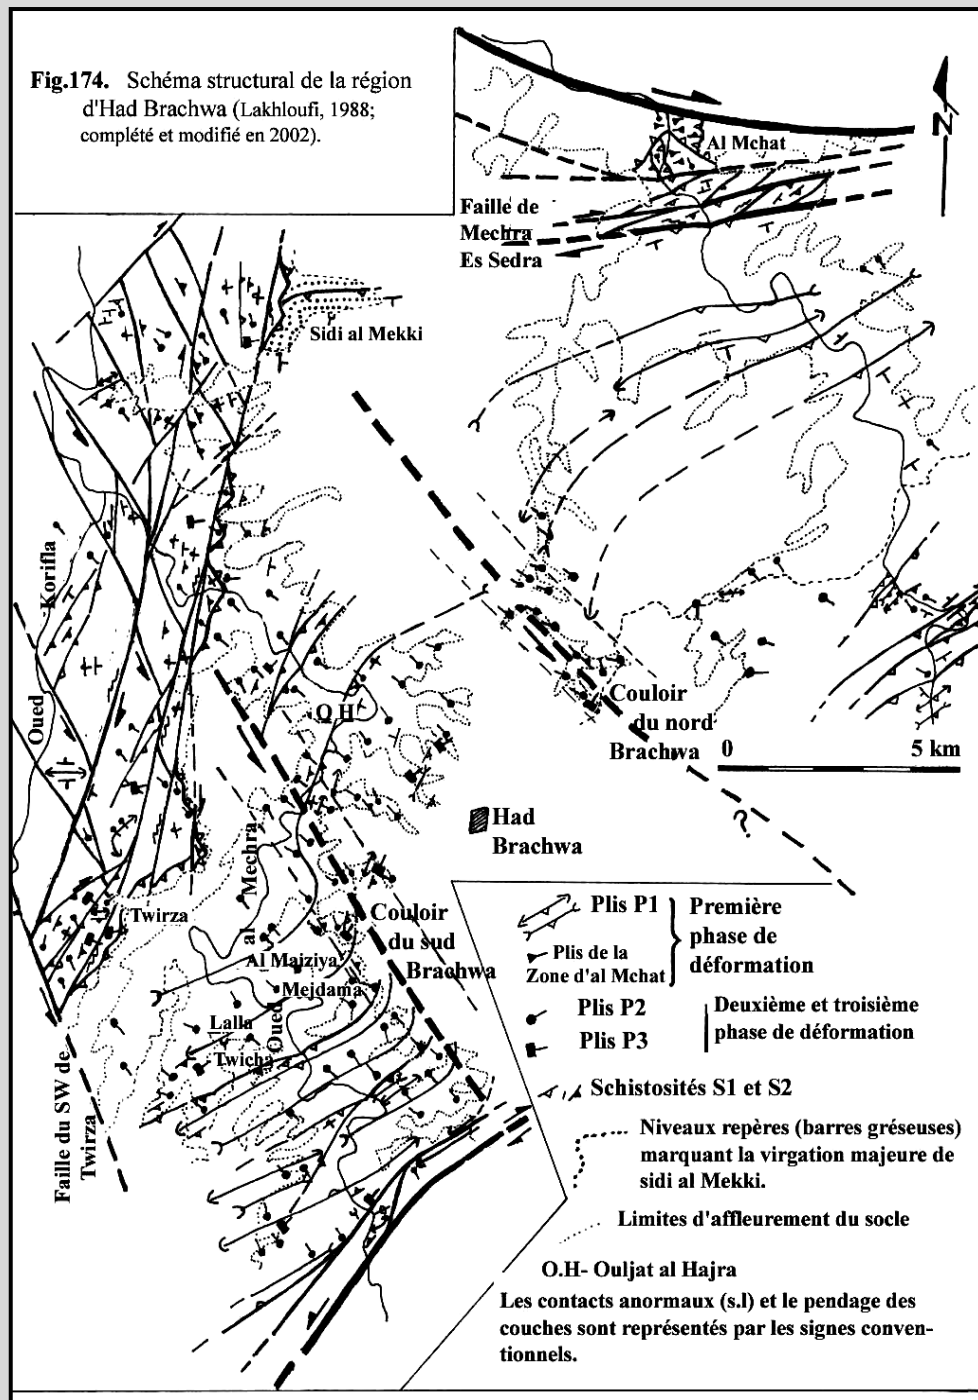 Fig.174. Schéma structural de la région
d'Had Brachwa (Lakhloufi, 1988;
complété et modifié en 2002).
N
Al Mchat
Faille de
Mechra
Es Sedra
Sidi al Mekki
Oued Korifla
O.H
Couloir
du nord
Brachwa
0 5 km
?
Had
Brachwa
Oued al Mechra
Twirza
Couloir
du sud
Brachwa
Al Maiziya
Mejdama
Lalla
Twicha
Faille du SW de
Twirza
Plis P1
Plis de la
Zone d'al Mchat
Première
phase de
déformation
Plis P2
Plis P3
Deuxième et troisième
phase de déformation
Schistosités S1 et S2
Niveaux repères (barres gréseuses)
marquant la virgation majeure de
sidi al Mekki.
Limites d'affleurement du socle
O.H- Ouljat al Hajra
Les contacts anormaux (s.l) et le pendage des
couches sont représentés par les signes conven-
tionnels.